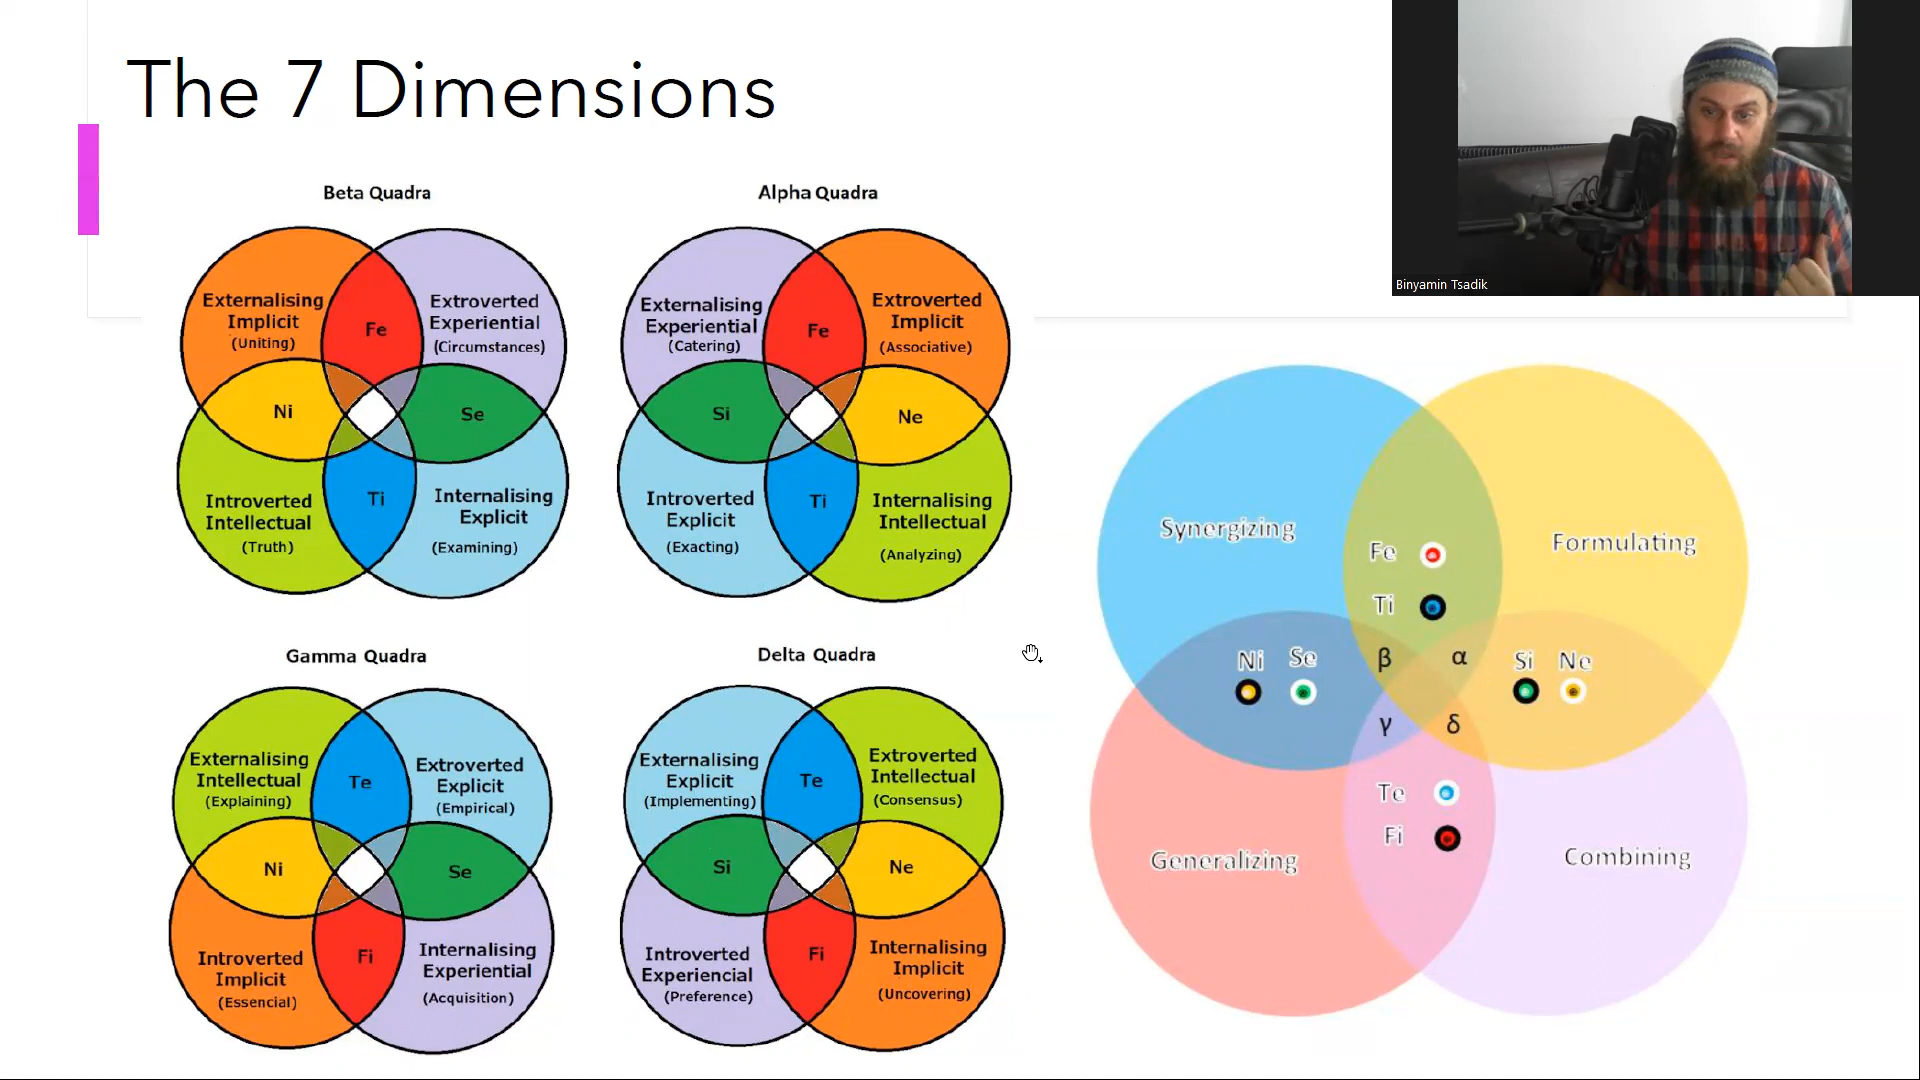 The 7 Dimensions
Binyamin Tsadik
Beta Quadra
Externalising
Implicit
(Uniting)
Fe
Extroverted
Experiential
(Circumstances)
Ni
Se
Introverted
Intellectual
(Truth)
Ti
Internalising
Explicit
(Examining)
Alpha Quadra
Externalising
Experiential
(Catering)
Fe
Extroverted
Implicit
(Associative)
Si
Ne
Introverted
Explicit
(Exacting)
Ti
Internalising
Intellectual
(Analyzing)
Gamma Quadra
Externalising
Intellectual
(Explaining)
Te
Extroverted
Explicit
(Empirical)
Ni
Se
Introverted
Implicit
(Essencial)
Fi
Internalising
Experiential
(Acquisition)
Delta Quadra
Externalising
Explicit
(Implementing)
Te
Extroverted
Intellectual
(Consensus)
Si
Ne
Introverted
Experiencial
(Preference)
Fi
Internalising
Implicit
(Uncovering)
Synergizing
Formulating
Fe
Ti
Ni Se
β α
Si Ne
γ δ
Te
Fi
Generalizing
Combining